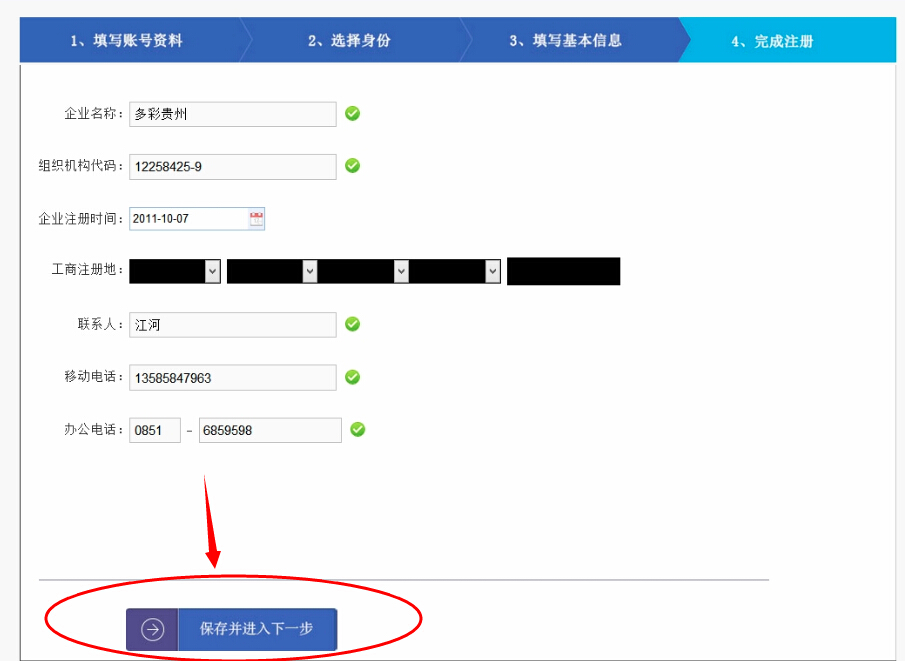 1、填写账号资料 2、选择身份 3、填写基本信息 4、完成注册
企业名称： 多彩贵州
组织机构代码： 12258425-9
企业注册时间： 2011-10-07
工商注册地：
联系人： 江河
移动电话： 13585847963
办公电话： 0851 - 6859598
保存并进入下一步